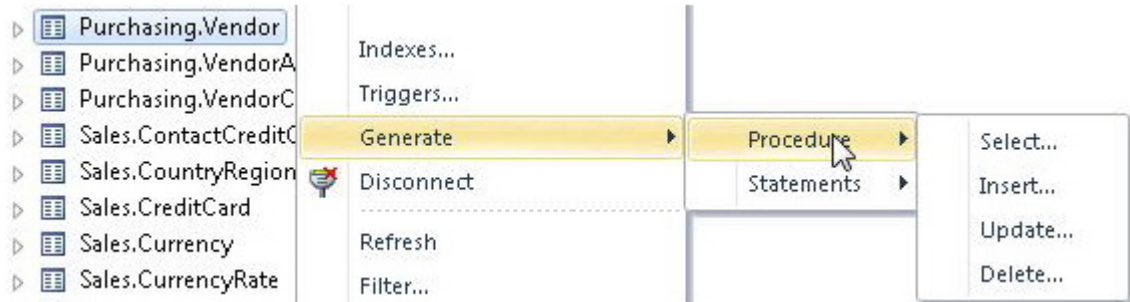 Purchasing.Vendor
Purchasing.VendorA
Purchasing.VendorC
Sales.ContactCreditC
Sales.CountryRegion
Sales.CreditCard
Sales.Currency
Sales.CurrencyRate
Indexes...
Triggers...
Generate
Disconnect
Refresh
Filter...
Procedure
Statements
Select...
Insert...
Update...
Delete...